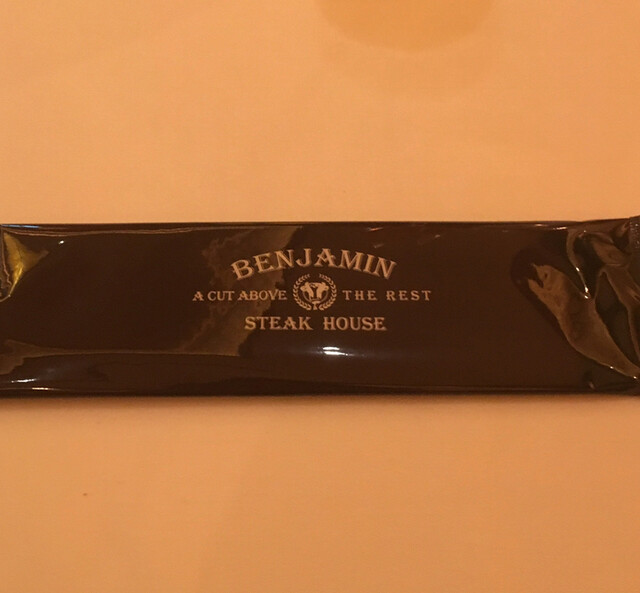 BENJAMIN
A CUT ABOVE THE REST
STEAK HOUSE